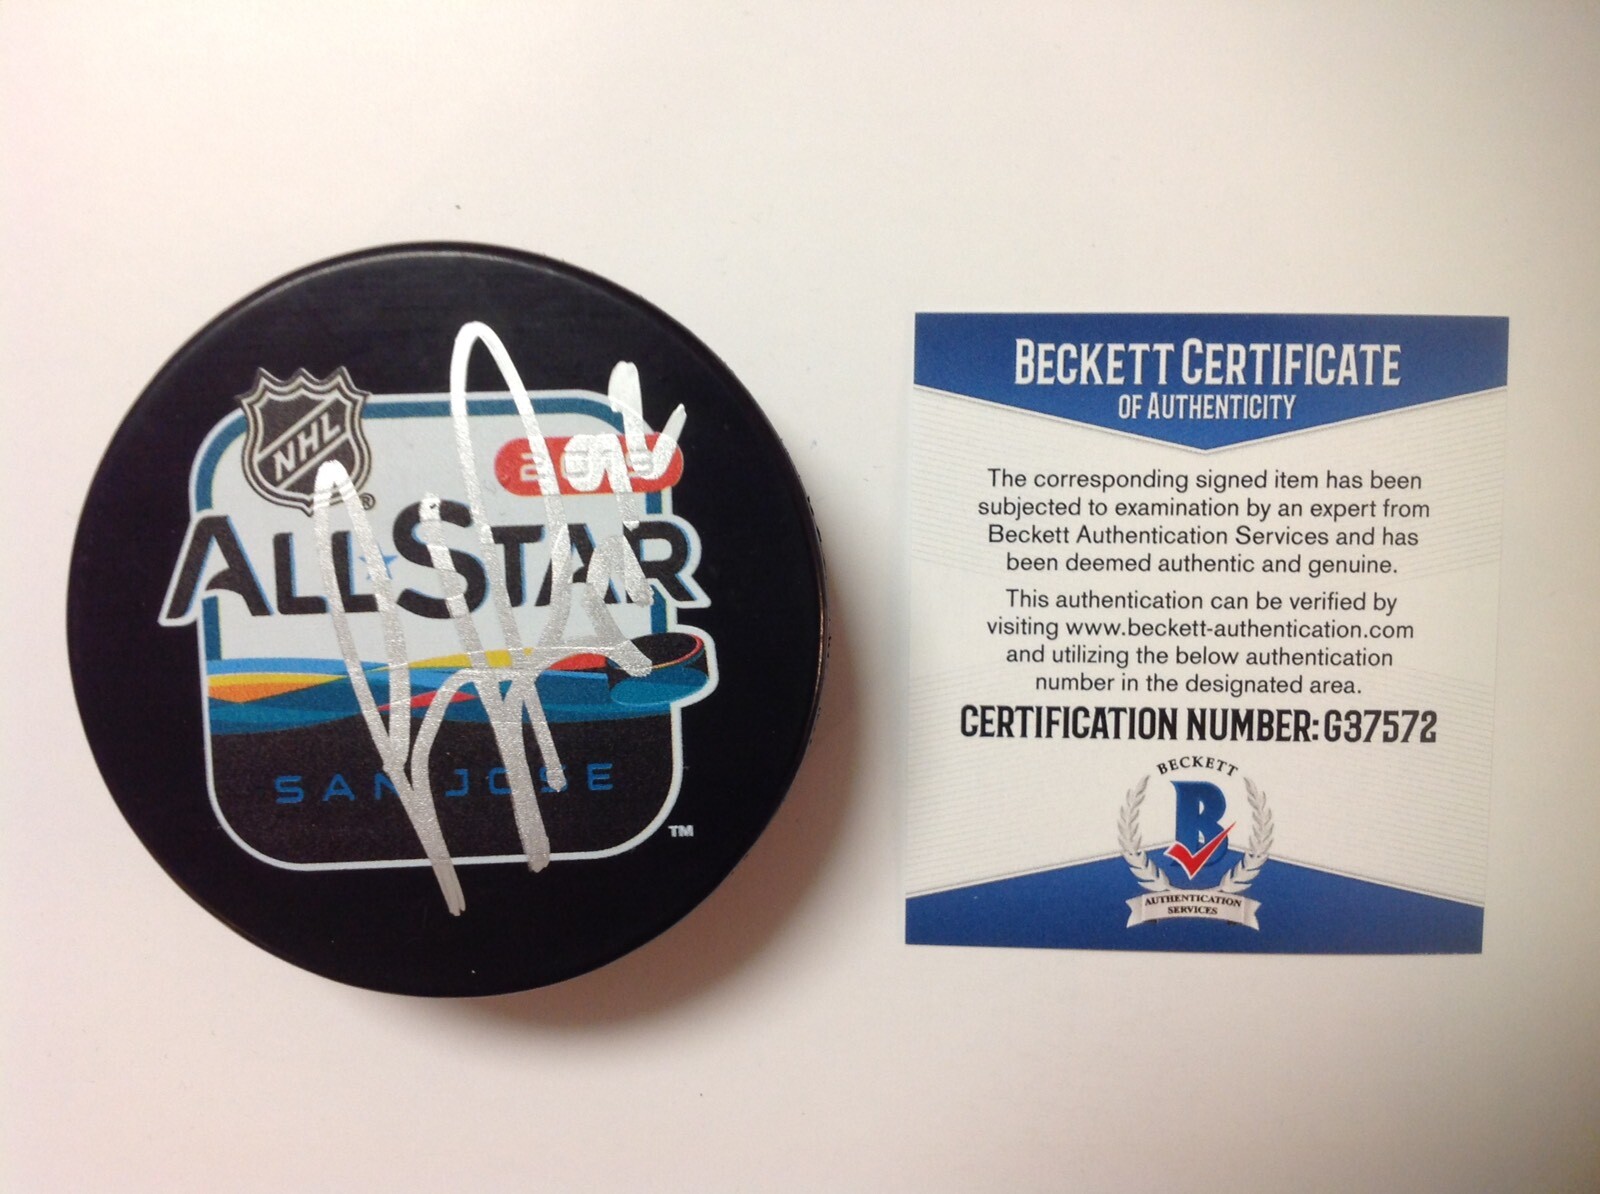 NHL
®
2019
ALL STAR
SAN JOSE
TM
BECKETT CERTIFICATE
OF AUTHENTICITY
The corresponding signed item has been
subjected to examination by an expert from
Beckett Authentication Services and has
been deemed authentic and genuine.
This authentication can be verified by
visiting www.beckett-authentication.com
and utilizing the below authentication
number in the designated area.
CERTIFICATION NUMBER: G37572
BECKETT
B
AUTHENTICATION
SERVICES